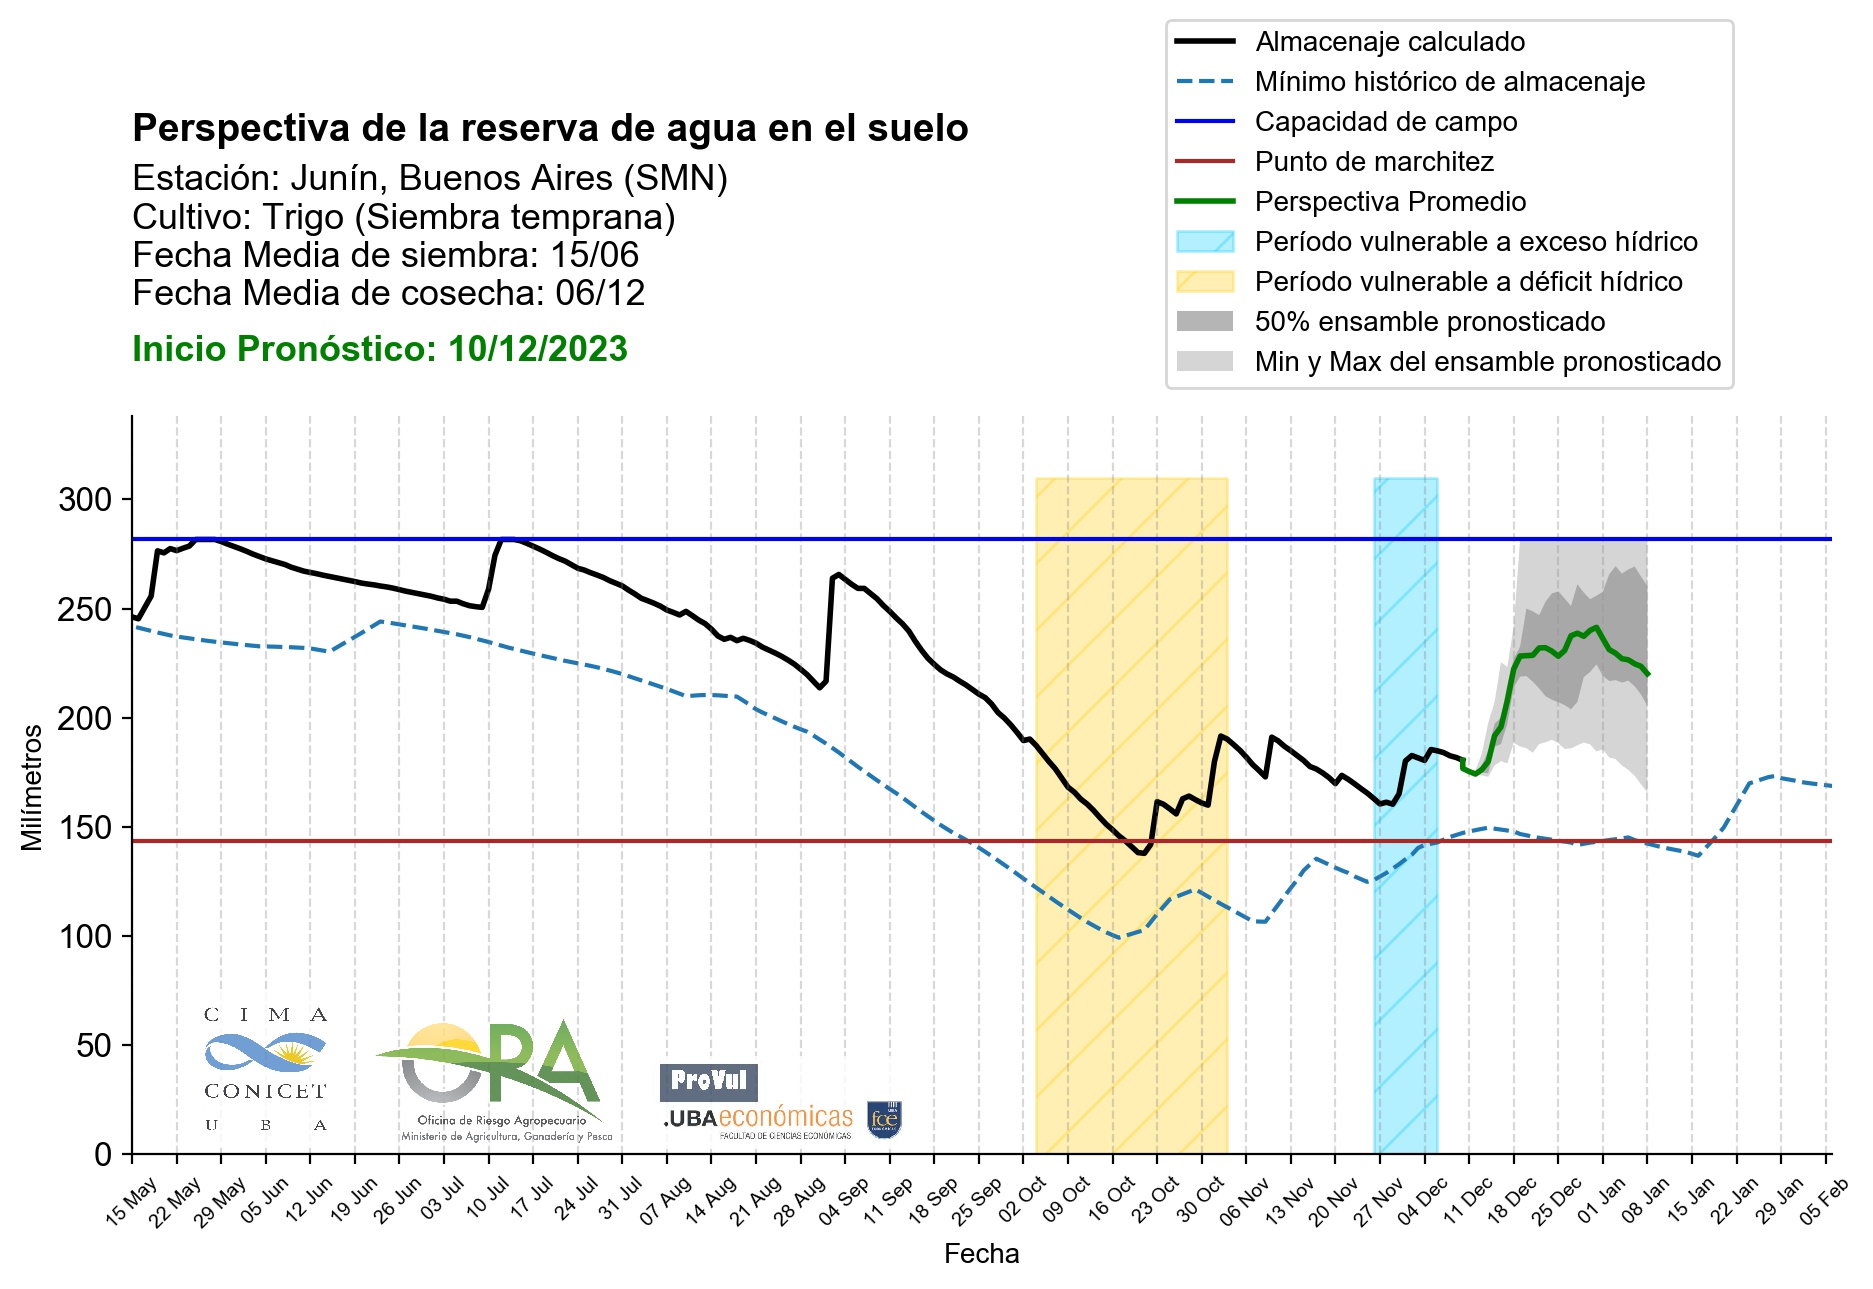 Almacenaje calculado
Mínimo histórico de almacenaje
Capacidad de campo
Punto de marchitez
Perspectiva Promedio
Período vulnerable a exceso hídrico
Período vulnerable a déficit hídrico
50% ensamble pronosticado
Min y Max del ensamble pronosticado
Perspectiva de la reserva de agua en el suelo
Estación: Junín, Buenos Aires (SMN)
Cultivo: Trigo (Siembra temprana)
Fecha Media de siembra: 15/06
Fecha Media de cosecha: 06/12
Inicio Pronóstico: 10/12/2023
Milímetros
300
250
200
150
100
50
0
CIMA
CONICET
UBA
ORA
Oficina de Riesgo Agropecuario
Ministerio de Agricultura, Ganadería y Pesca
ProVul
.UBAeconómicas
FACULTAD DE CIENCIAS ECONÓMICAS
fce
15 May
22 May
29 May
05 Jun
12 Jun
19 Jun
26 Jun
03 Jul
10 Jul
17 Jul
24 Jul
31 Jul
07 Aug
14 Aug
21 Aug
28 Aug
04 Sep
11 Sep
18 Sep
25 Sep
02 Oct
09 Oct
16 Oct
23 Oct
30 Oct
06 Nov
13 Nov
20 Nov
27 Nov
04 Dec
11 Dec
18 Dec
25 Dec
01 Jan
08 Jan
15 Jan
22 Jan
29 Jan
05 Feb
Fecha